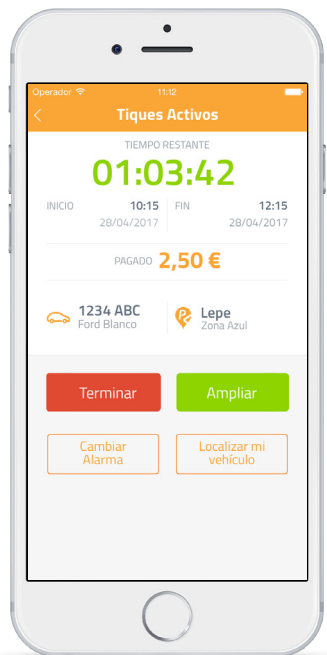 Operador 11:12
Tiques Activos
TIEMPO RESTANTE
01:03:42
INICIO 10:15 FIN 12:15
28/04/2017 28/04/2017
PAGADO 2,50 €
1234 ABC Lepe
Ford Blanco Zona Azul
Terminar Ampliar
Cambiar Localizar mi
Alarma vehículo